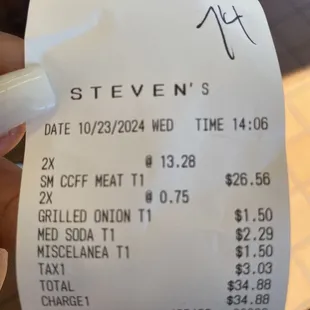 74
STEVEN'S
DATE 10/23/2024 WED TIME 14:06
2X @ 13.28
SM CCFF MEAT T1 $26.56
2X @ 0.75
GRILLED ONION T1 $1.50
MED SODA T1 $2.29
MISCELANEA T1 $1.50
TAX1 $3.03
TOTAL $34.88
CHARGE1 $34.88